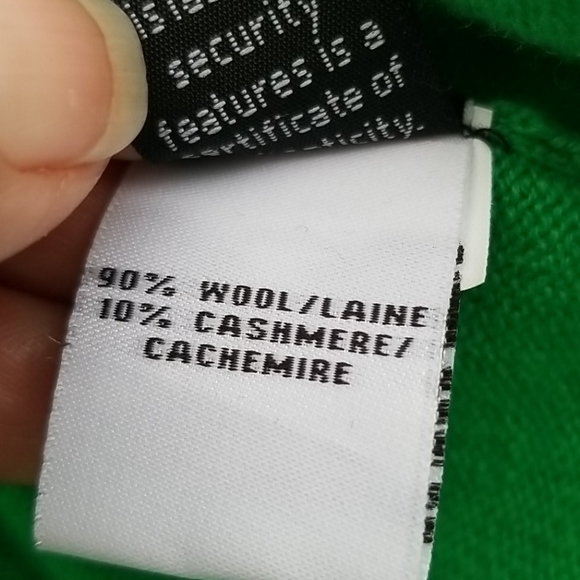 security
features is a
certificate of
90% WOOL/LAINE
10% CASHMERE/
CACHEMIRE